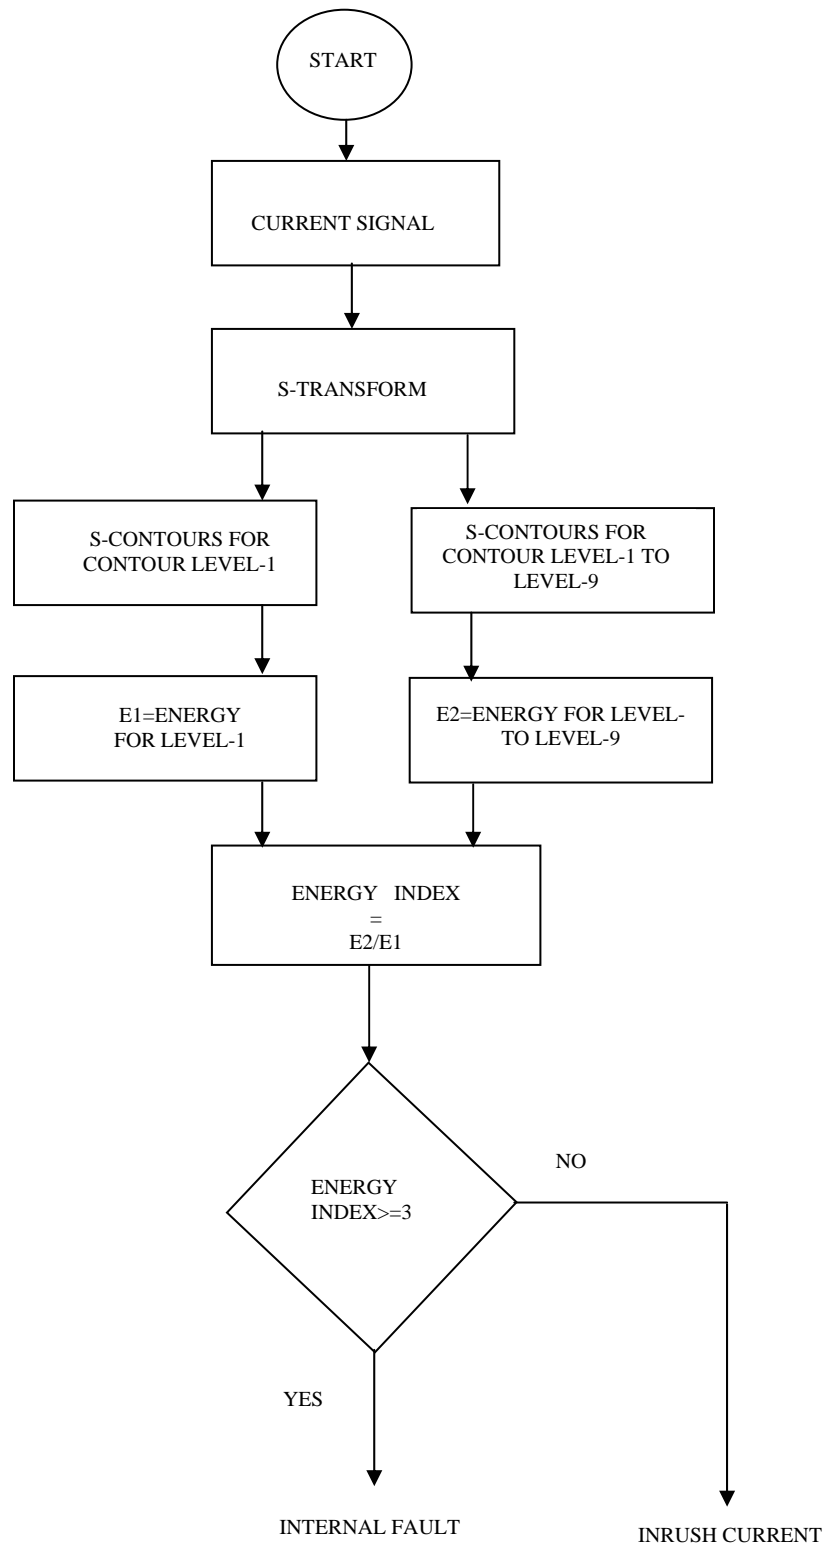 START
CURRENT SIGNAL
S-TRANSFORM
S-CONTOURS FOR
CONTOUR LEVEL-1
S-CONTOURS FOR
CONTOUR LEVEL-1 TO
LEVEL-9
E1=ENERGY
FOR LEVEL-1
E2=ENERGY FOR LEVEL-
TO LEVEL-9
ENERGY INDEX
=
E2/E1
ENERGY
INDEX>=3
NO
YES
INTERNAL FAULT
INRUSH CURRENT